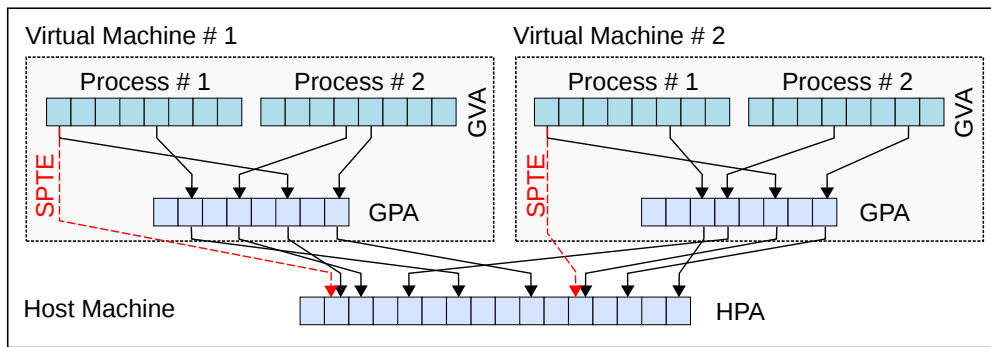 Virtual Machine # 1
Virtual Machine # 2
Process # 1
Process # 2
GVA
Process # 1
Process # 2
GVA
SPTE
SPTE
GPA
GPA
Host Machine
HPA